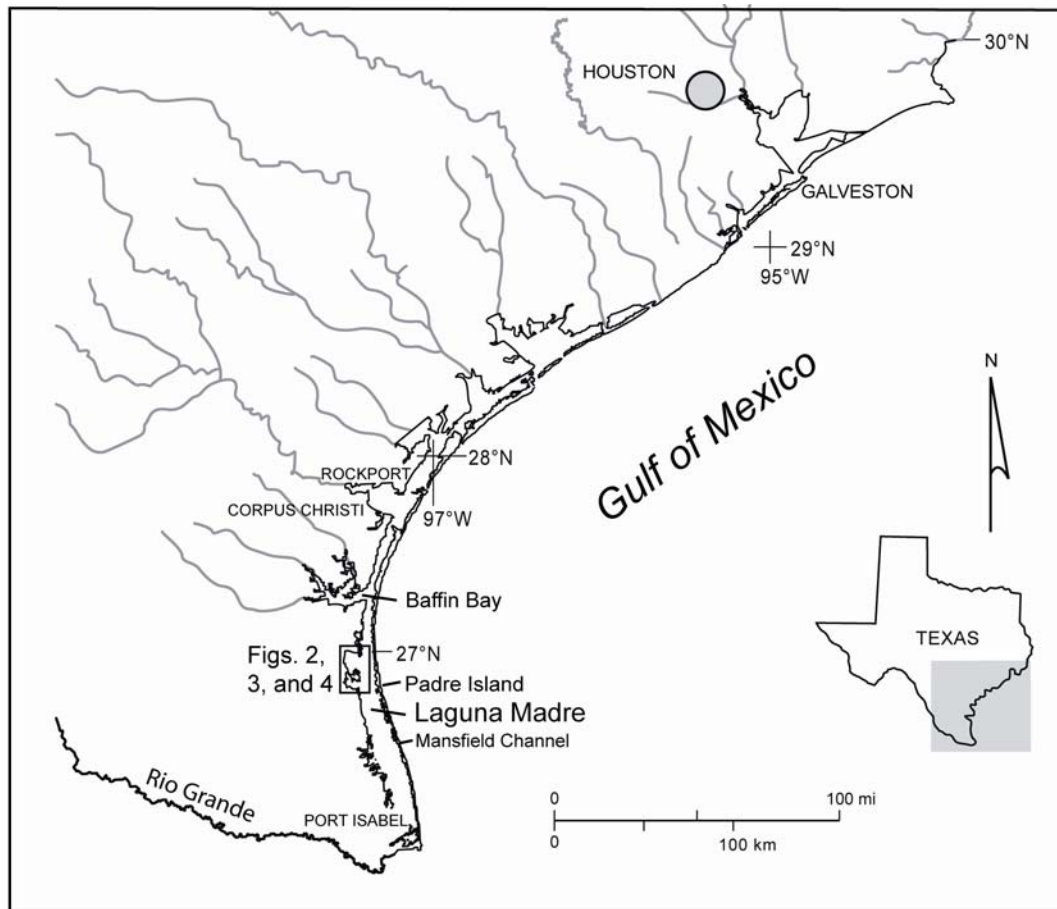 30°N
HOUSTON
GALVESTON
29°N
95°W
Gulf of Mexico
N
28°N
ROCKPORT
97°W
CORPUS CHRISTI
Baffin Bay
TEXAS
Figs. 2,
3, and 4
27°N
Padre Island
Laguna Madre
Mansfield Channel
Rio Grande
PORT ISABEL
0 100 mi
0 100 km